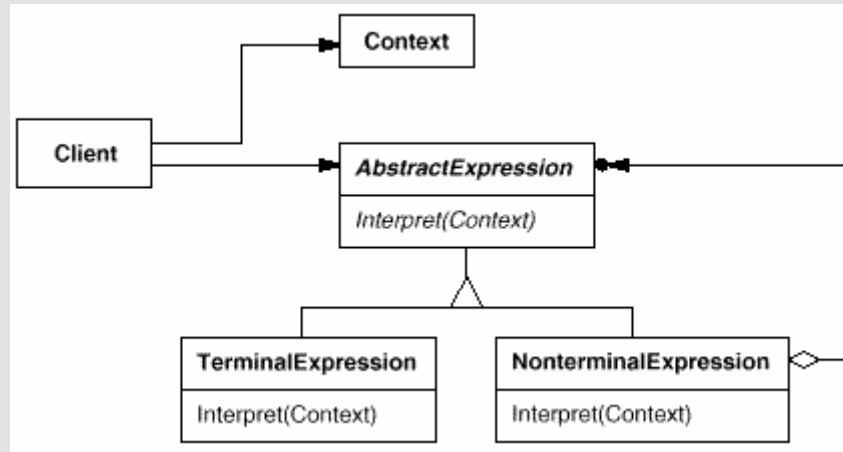 Context
Client
AbstractExpression
Interpret(Context)
TerminalExpression
Interpret(Context)
NonterminalExpression
Interpret(Context)